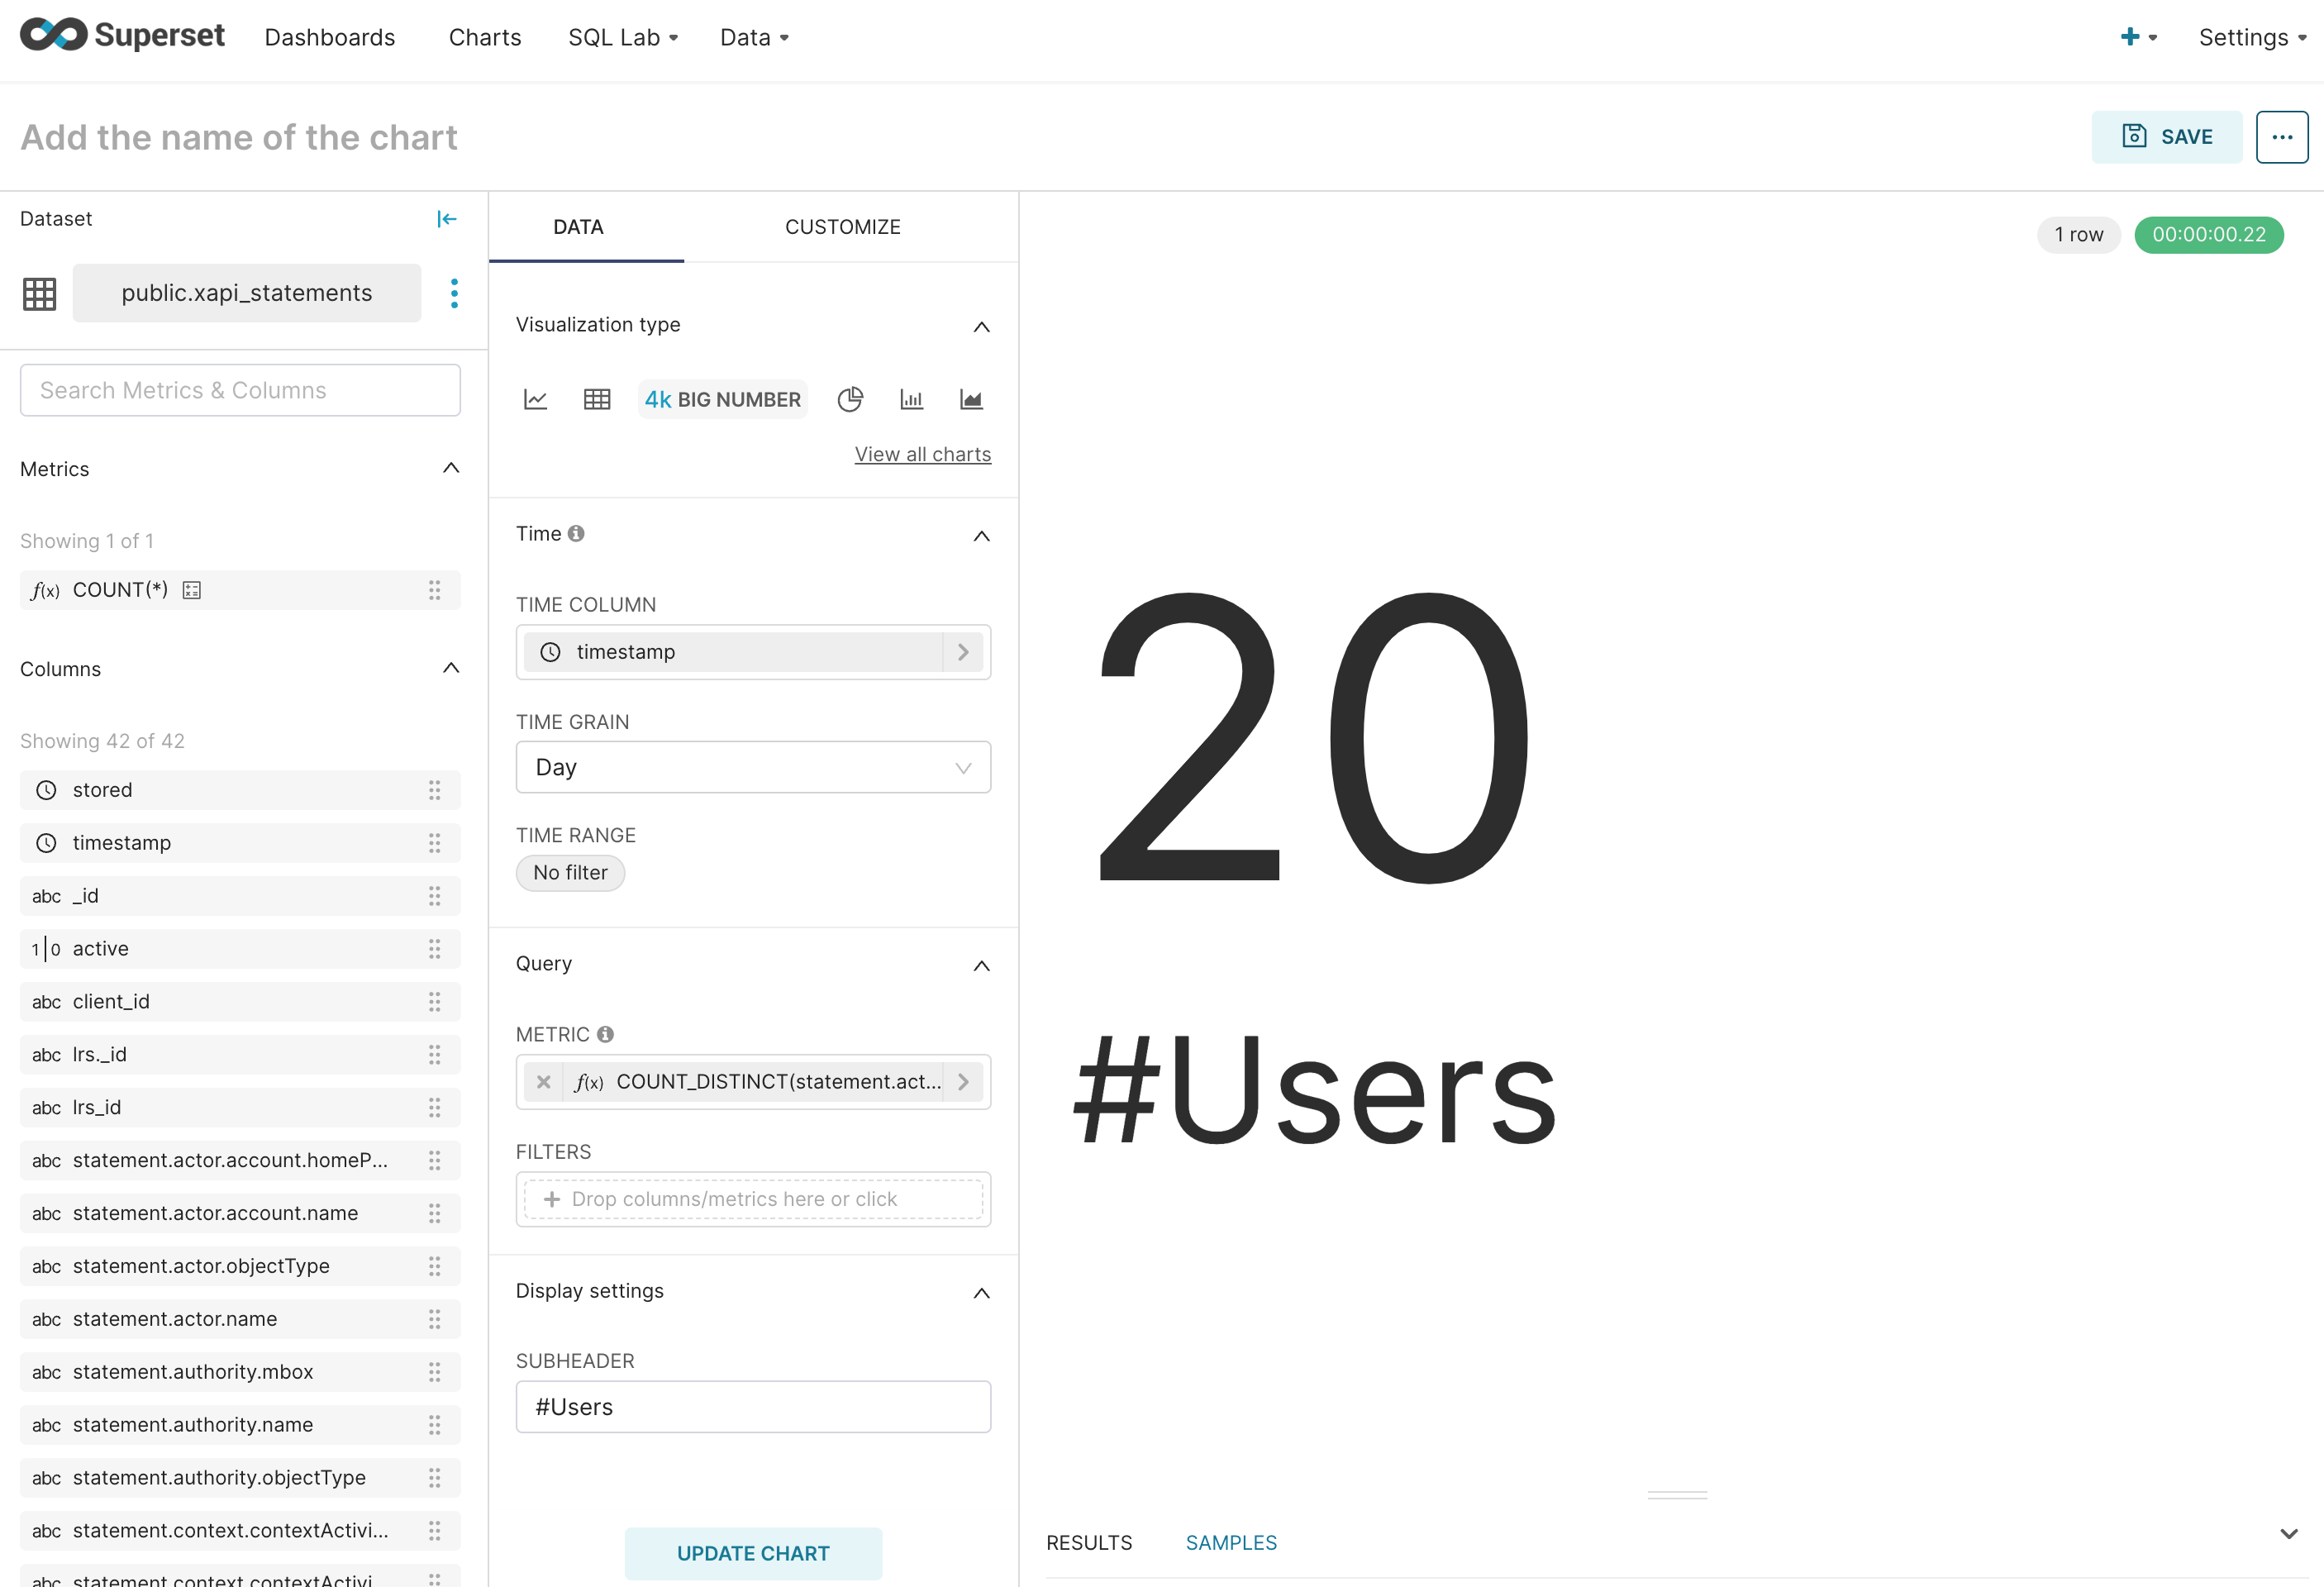 Superset Dashboards Charts SQL Lab Data Settings
Add the name of the chart
SAVE
Dataset
public.xapi_statements
Search Metrics & Columns
Metrics
Showing 1 of 1
f(x) COUNT(*)
Columns
Showing 42 of 42
stored
timestamp
abc _id
1|0 active
abc client_id
abc lrs._id
abc lrs_id
abc statement.actor.account.homeP...
abc statement.actor.account.name
abc statement.actor.objectType
abc statement.actor.name
abc statement.authority.mbox
abc statement.authority.name
abc statement.authority.objectType
abc statement.context.contextActivi...
abc statement.context.contextActivi
DATA CUSTOMIZE
Visualization type
4k BIG NUMBER
View all charts
Time
TIME COLUMN
timestamp
TIME GRAIN
Day
TIME RANGE
No filter
Query
METRIC
f(x) COUNT_DISTINCT(statement.act...
FILTERS
+ Drop columns/metrics here or click
Display settings
SUBHEADER
#Users
UPDATE CHART
1 row 00:00:00.22
20
#Users
RESULTS SAMPLES